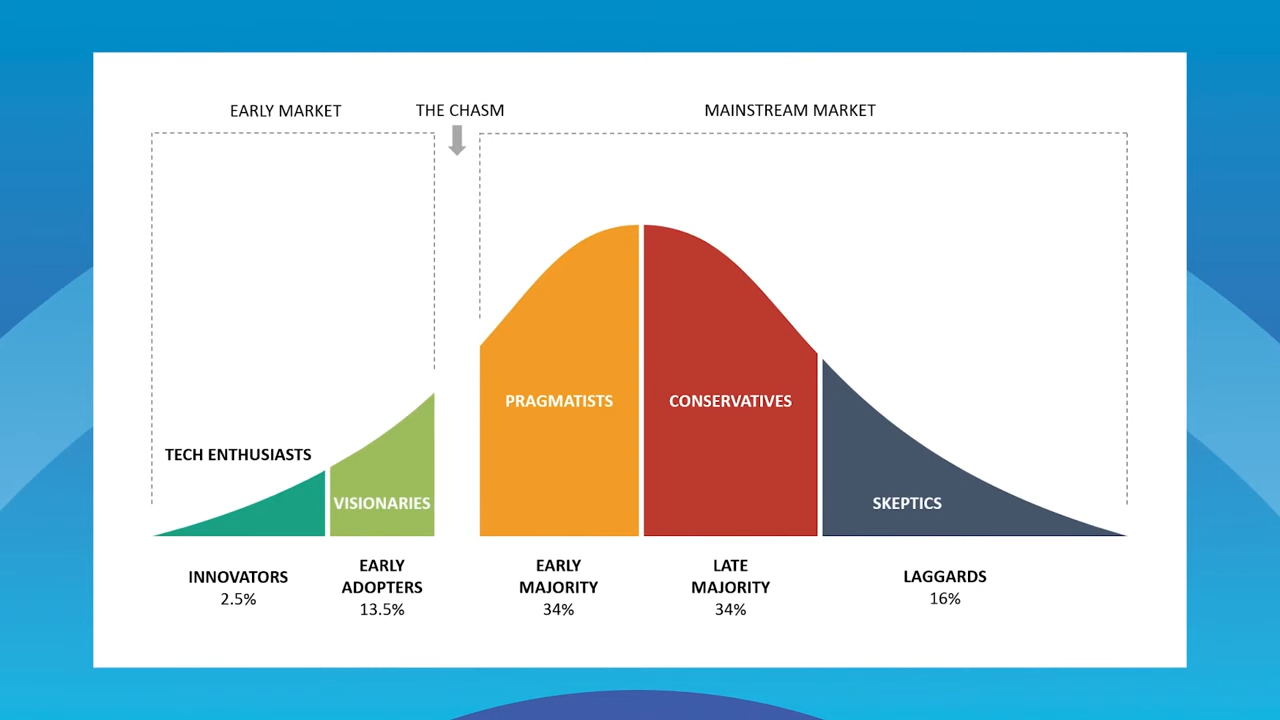 EARLY MARKET
THE CHASM
MAINSTREAM MARKET
PRAGMATISTS
CONSERVATIVES
TECH ENTHUSIASTS
VISIONARIES
SKEPTICS
INNOVATORS
2.5%
EARLY
ADOPTERS
13.5%
EARLY
MAJORITY
34%
LATE
MAJORITY
34%
LAGGARDS
16%